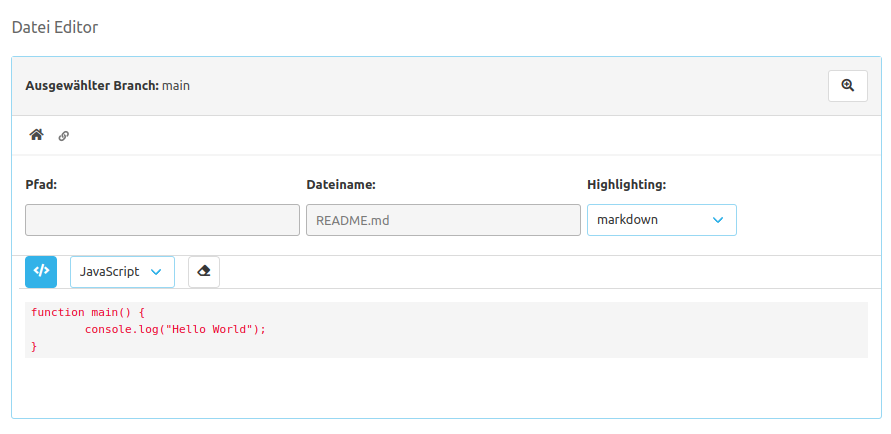 Datei Editor
Ausgewählter Branch: main
Pfad: Dateiname: Highlighting:
README.md markdown
</> JavaScript
function main() {
        console.log("Hello World");
}